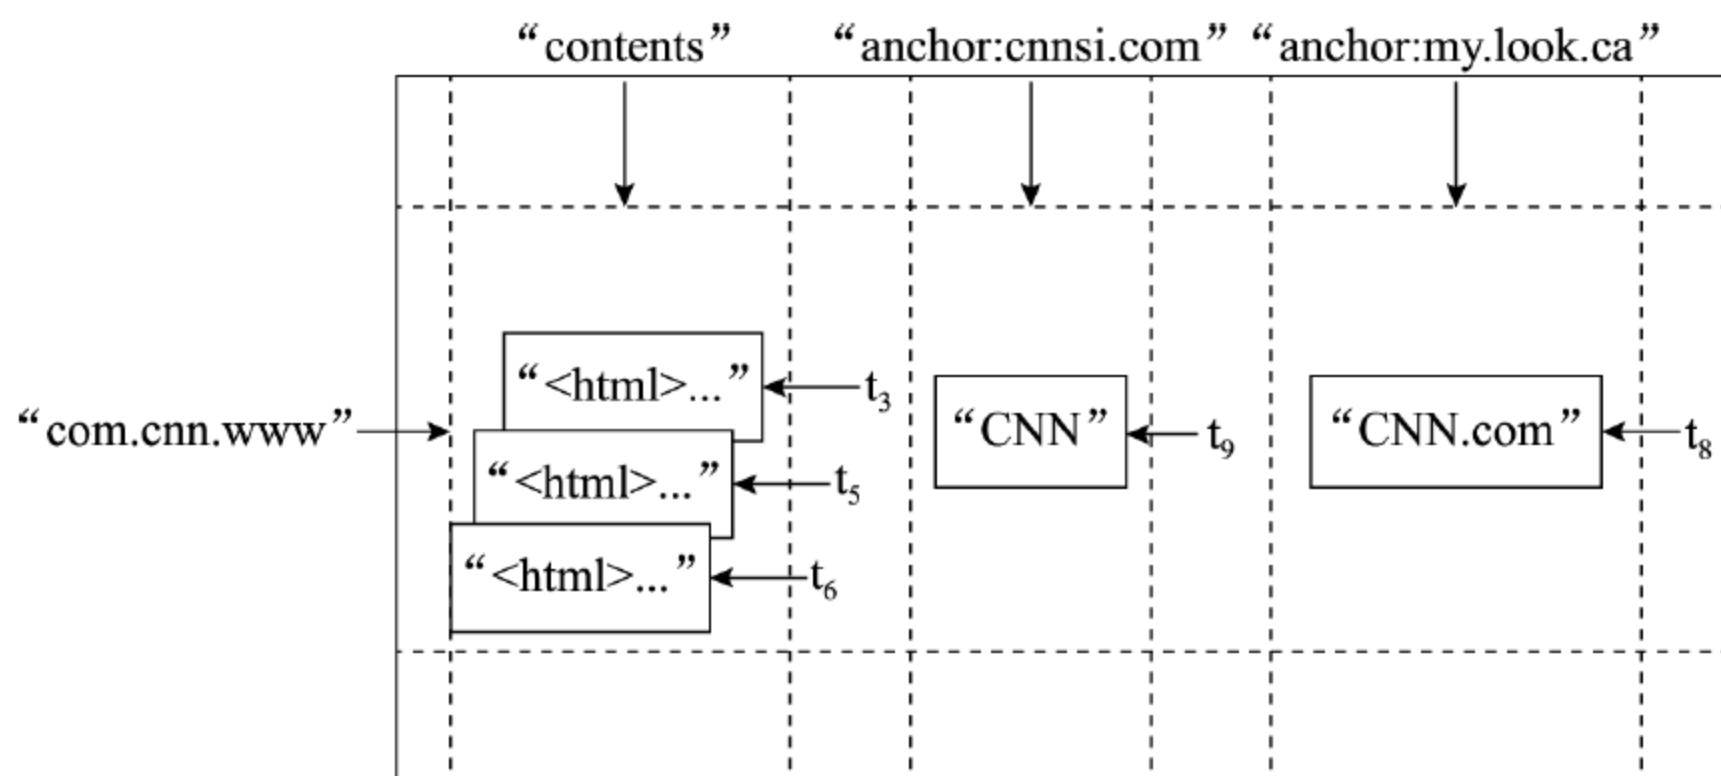 “contents” “anchor:cnnsi.com” “anchor:my.look.ca”
“<html>...” t₃
“com.cnn.www” “CNN” t₉ “CNN.com” t₈
“<html>...” t₅
“<html>...” t₆